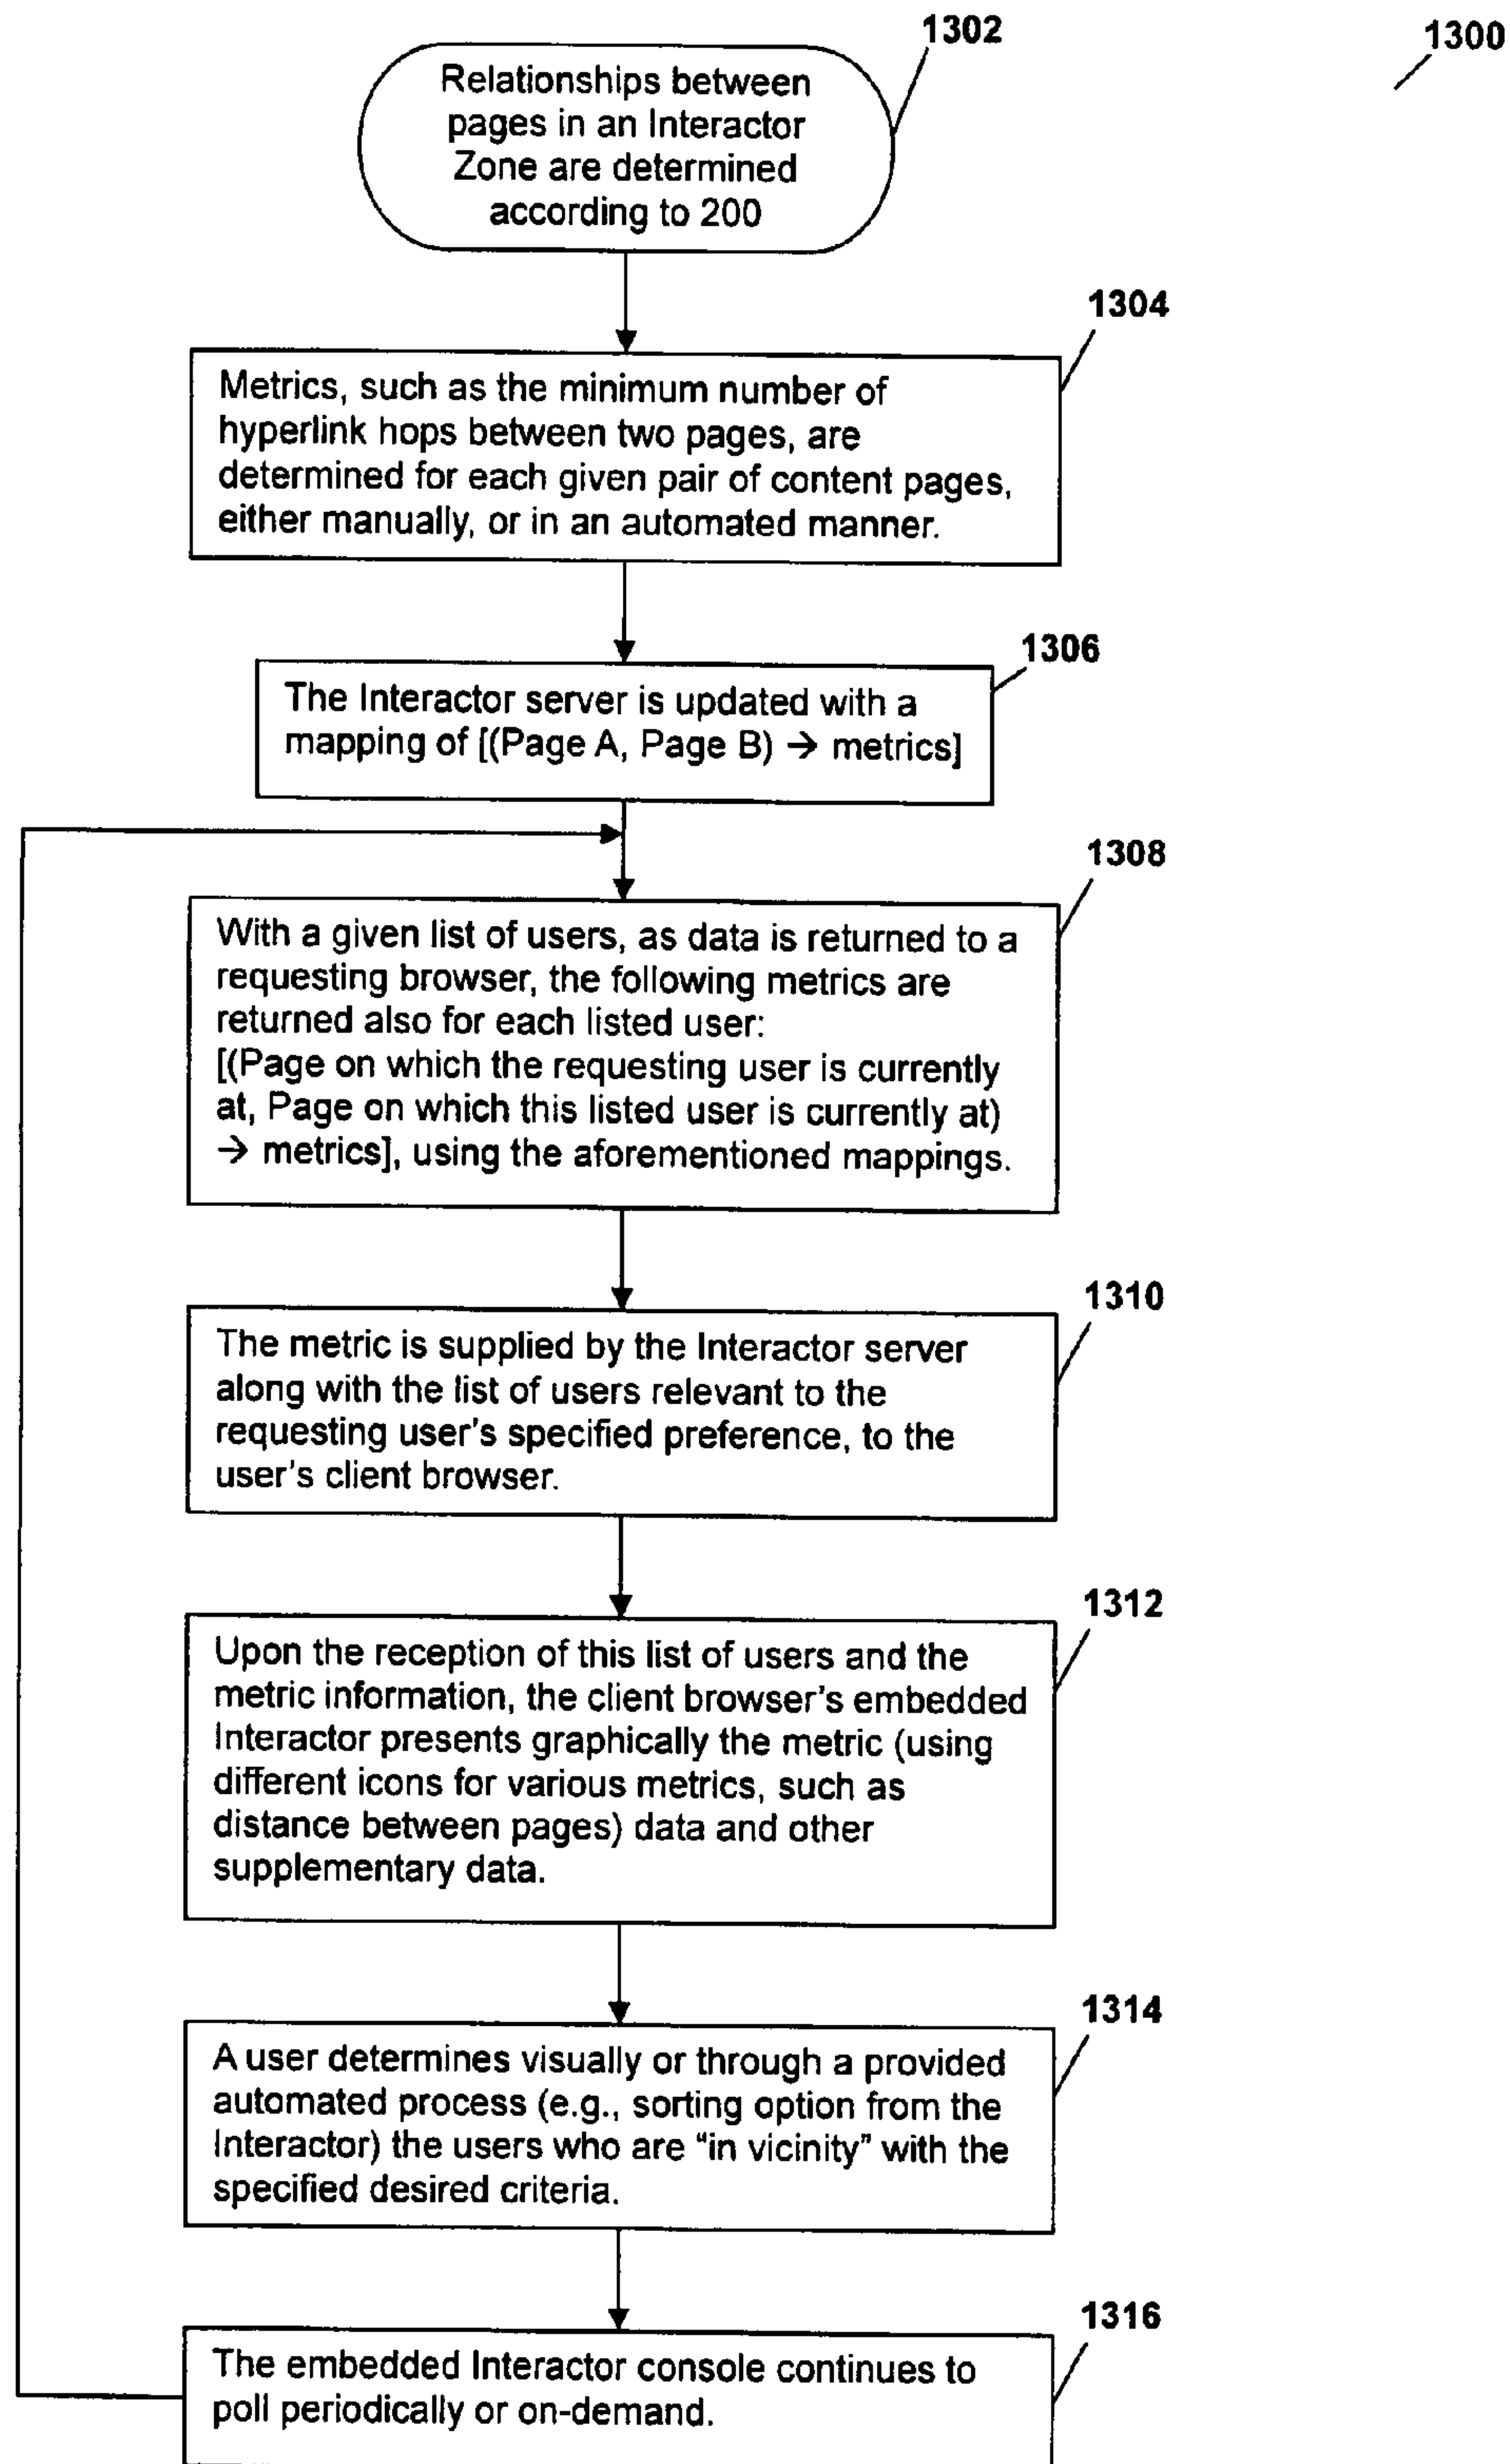 1302
1300
Relationships between
pages in an Interactor
Zone are determined
according to 200
1304
Metrics, such as the minimum number of
hyperlink hops between two pages, are
determined for each given pair of content pages,
either manually, or in an automated manner.
1306
The Interactor server is updated with a
mapping of [(Page A, Page B) → metrics]
1308
With a given list of users, as data is returned to a
requesting browser, the following metrics are
returned also for each listed user:
[(Page on which the requesting user is currently
at, Page on which this listed user is currently at)
→ metrics], using the aforementioned mappings.
1310
The metric is supplied by the Interactor server
along with the list of users relevant to the
requesting user's specified preference, to the
user's client browser.
1312
Upon the reception of this list of users and the
metric information, the client browser's embedded
Interactor presents graphically the metric (using
different icons for various metrics, such as
distance between pages) data and other
supplementary data.
1314
A user determines visually or through a provided
automated process (e.g., sorting option from the
Interactor) the users who are "in vicinity" with the
specified desired criteria.
1316
The embedded Interactor console continues to
poll periodically or on-demand.